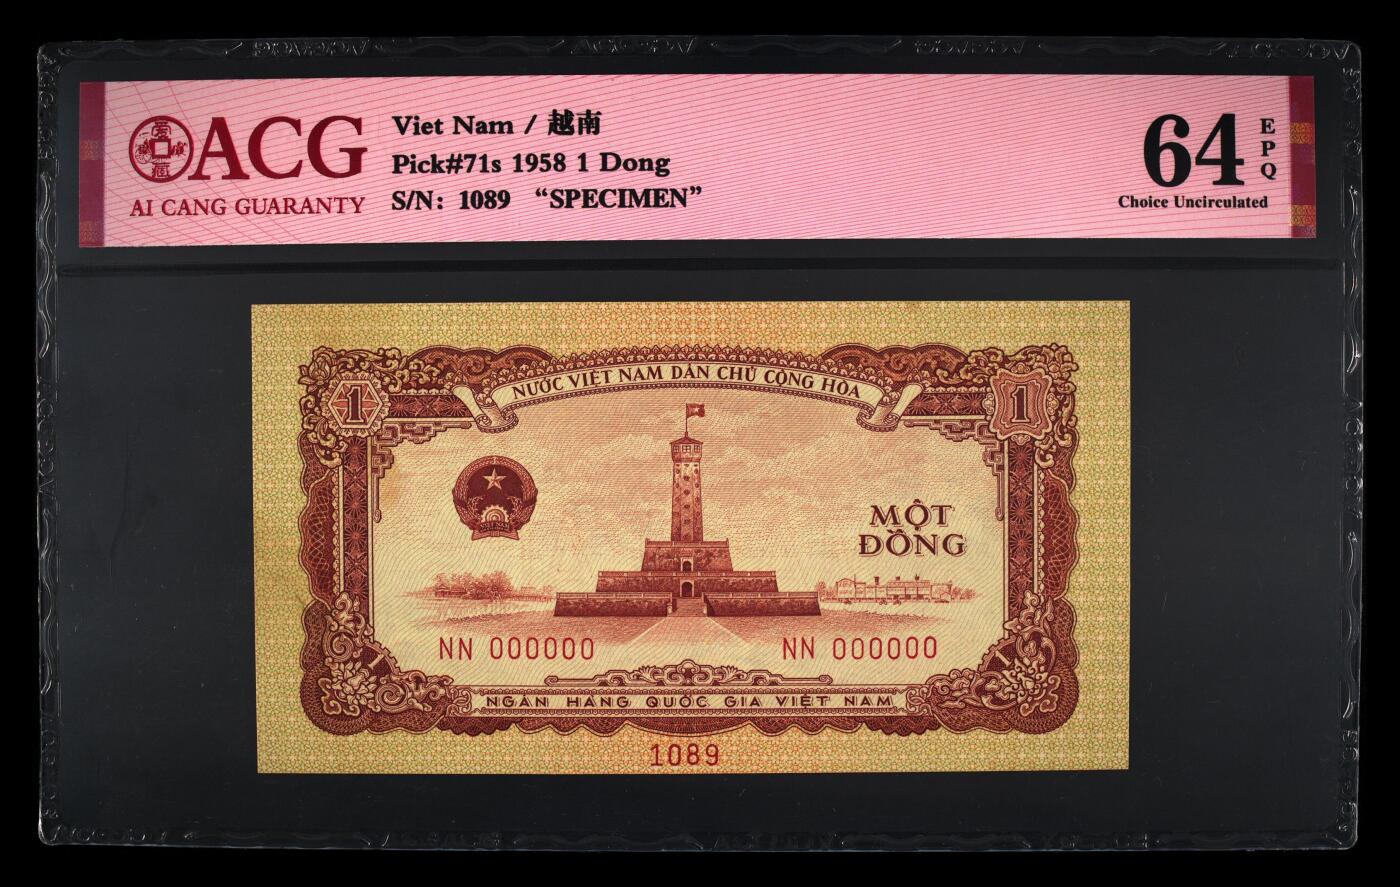 ACG
AI CANG GUARANTY
Viet Nam / 越南
Pick#71s 1958 1 Dong
S/N: 1089 “SPECIMEN”
64
EPQ
Choice Uncirculated
NƯỚC VIỆT NAM DÂN CHỦ CỘNG HÒA
1
1
MỘT
ĐỒNG
NN 000000
NN 000000
1
1
NGÂN HÀNG QUỐC GIA VIỆT NAM
1089